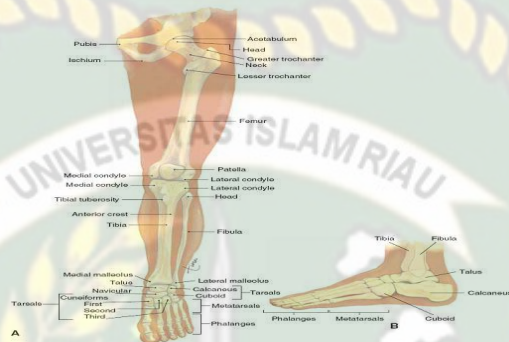 Acetabulum
Pubis
Head
Ischium
Greater trochanter
Neck
Lesser trochanter
Femur
UNIVERSITAS ISLAM RIAU
Patella
Medial condyle
Lateral condyle
Medial condyle
Lateral condyle
Tibial tuberosity
Head
Anterior crest
Tibia
Fibula
Medial malleolus
Lateral malleolus
Talus
Calcaneus
Navicular
Cuboid
Tarsals
Cuneiforms
Tarsals
First
Second
Third
Metatarsals
Phalanges
A
Tibia
Fibula
Talus
Calcaneus
Cuboid
Phalanges
Metatarsals
B